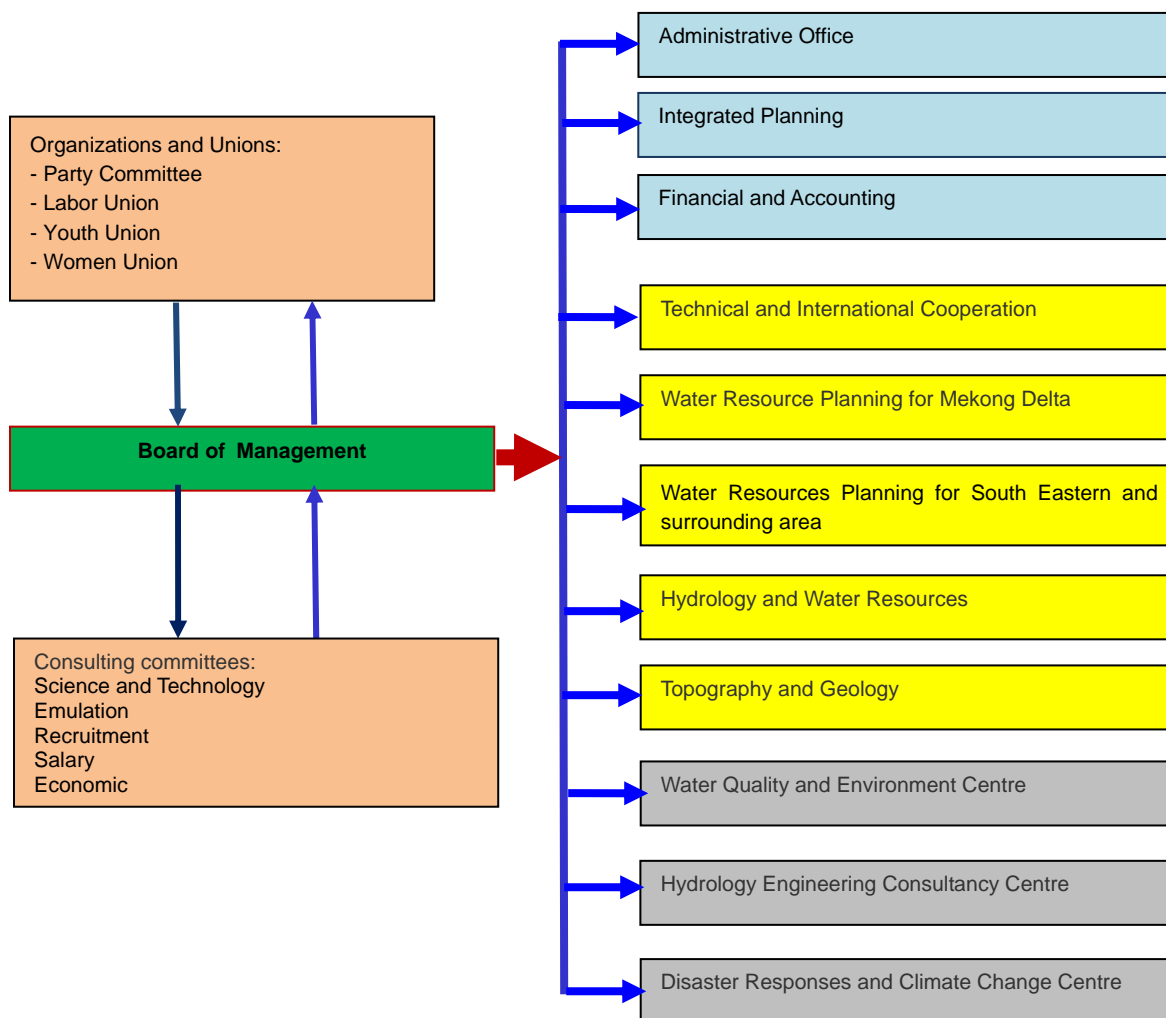 Organizations and Unions:
- Party Committee
- Labor Union
- Youth Union
- Women Union
Board of Management
Consulting committees:
Science and Technology
Emulation
Recruitment
Salary
Economic
Administrative Office
Integrated Planning
Financial and Accounting
Technical and International Cooperation
Water Resource Planning for Mekong Delta
Water Resources Planning for South Eastern and
surrounding area
Hydrology and Water Resources
Topography and Geology
Water Quality and Environment Centre
Hydrology Engineering Consultancy Centre
Disaster Responses and Climate Change Centre